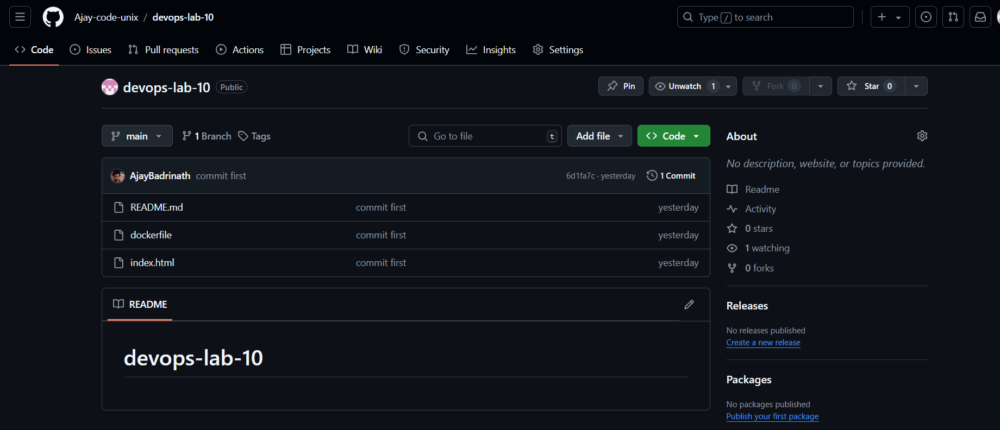 Ajay-code-unix / devops-lab-10
Type / to search
Code Issues Pull requests Actions Projects Wiki Security Insights Settings
devops-lab-10 Public
Pin Unwatch 1 Fork 0 Star 0
main 1 Branch Tags Go to file t Add file Code
About
No description, website, or topics provided.
AjayBadrinath commit first 6d1fa7c · yesterday 1 Commit
README.md commit first yesterday
dockerfile commit first yesterday
index.html commit first yesterday
Readme
Activity
0 stars
1 watching
0 forks
README
devops-lab-10
Releases
No releases published
Create a new release
Packages
No packages published
Publish your first package